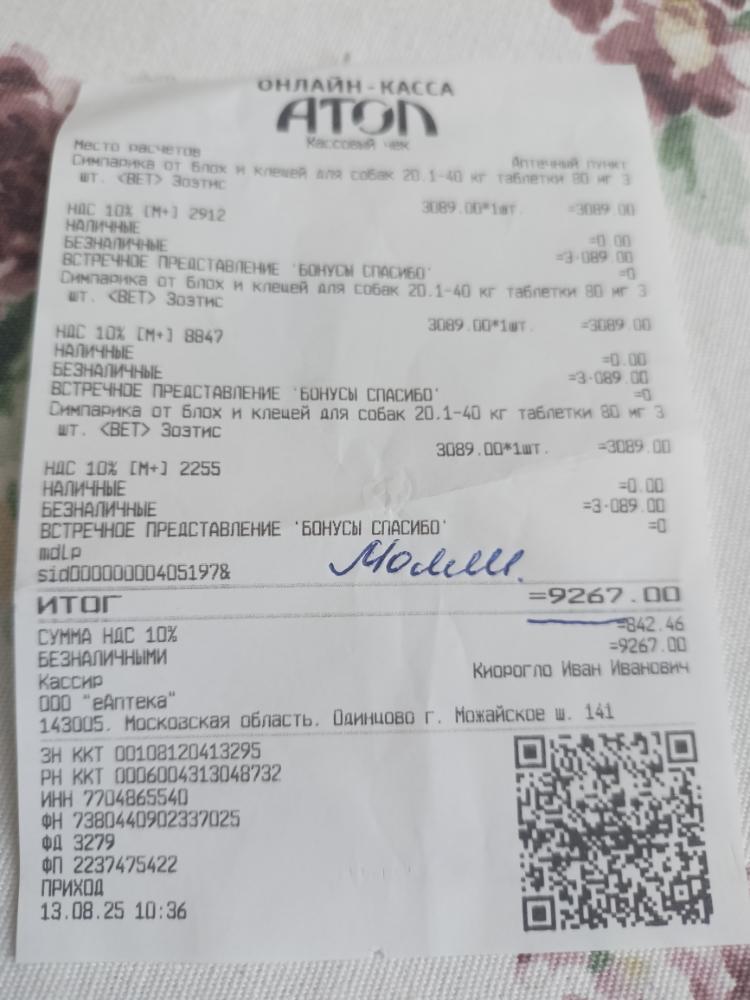 ОНЛАЙН-КАССА
АТОЛ
Кассовый чек
Место расчетов Аптечный пункт
Симпарика от блох и клещей для собак 20.1-40 кг таблетки 80 мг 3
шт. <ВЕТ> Зоэтис
3089.00*1шт. =3089.00
НДС 10% [М+] 2912
НАЛИЧНЫЕ =0.00
БЕЗНАЛИЧНЫЕ =3·089.00
ВСТРЕЧНОЕ ПРЕДСТАВЛЕНИЕ 'БОНУСЫ СПАСИБО' =0
Симпарика от блох и клещей для собак 20.1-40 кг таблетки 80 мг 3
шт. <ВЕТ> Зоэтис
3089.00*1шт. =3089.00
НДС 10% [М+] 8847
НАЛИЧНЫЕ =0.00
БЕЗНАЛИЧНЫЕ =3·089.00
ВСТРЕЧНОЕ ПРЕДСТАВЛЕНИЕ 'БОНУСЫ СПАСИБО' =0
Симпарика от блох и клещей для собак 20.1-40 кг таблетки 80 мг 3
шт. <ВЕТ> Зоэтис
3089.00*1шт. =3089.00
НДС 10% [М+] 2255
НАЛИЧНЫЕ =0.00
БЕЗНАЛИЧНЫЕ =3·089.00
ВСТРЕЧНОЕ ПРЕДСТАВЛЕНИЕ 'БОНУСЫ СПАСИБО' =0
mdlp
sid00000000405197& Молли.
ИТОГ =9267.00
СУММА НДС 10% =842.46
БЕЗНАЛИЧНЫМИ =9267.00
Кассир Киорогло Иван Иванович
ООО "еАптека"
143005. Московская область. Одинцово г. Можайское ш. 141
ЗН ККТ 00108120413295
РН ККТ 0006004313048732
ИНН 7704865540
ФН 7380440902337025
ФД 3279
ФП 2237475422
ПРИХОД
13.08.25 10:36